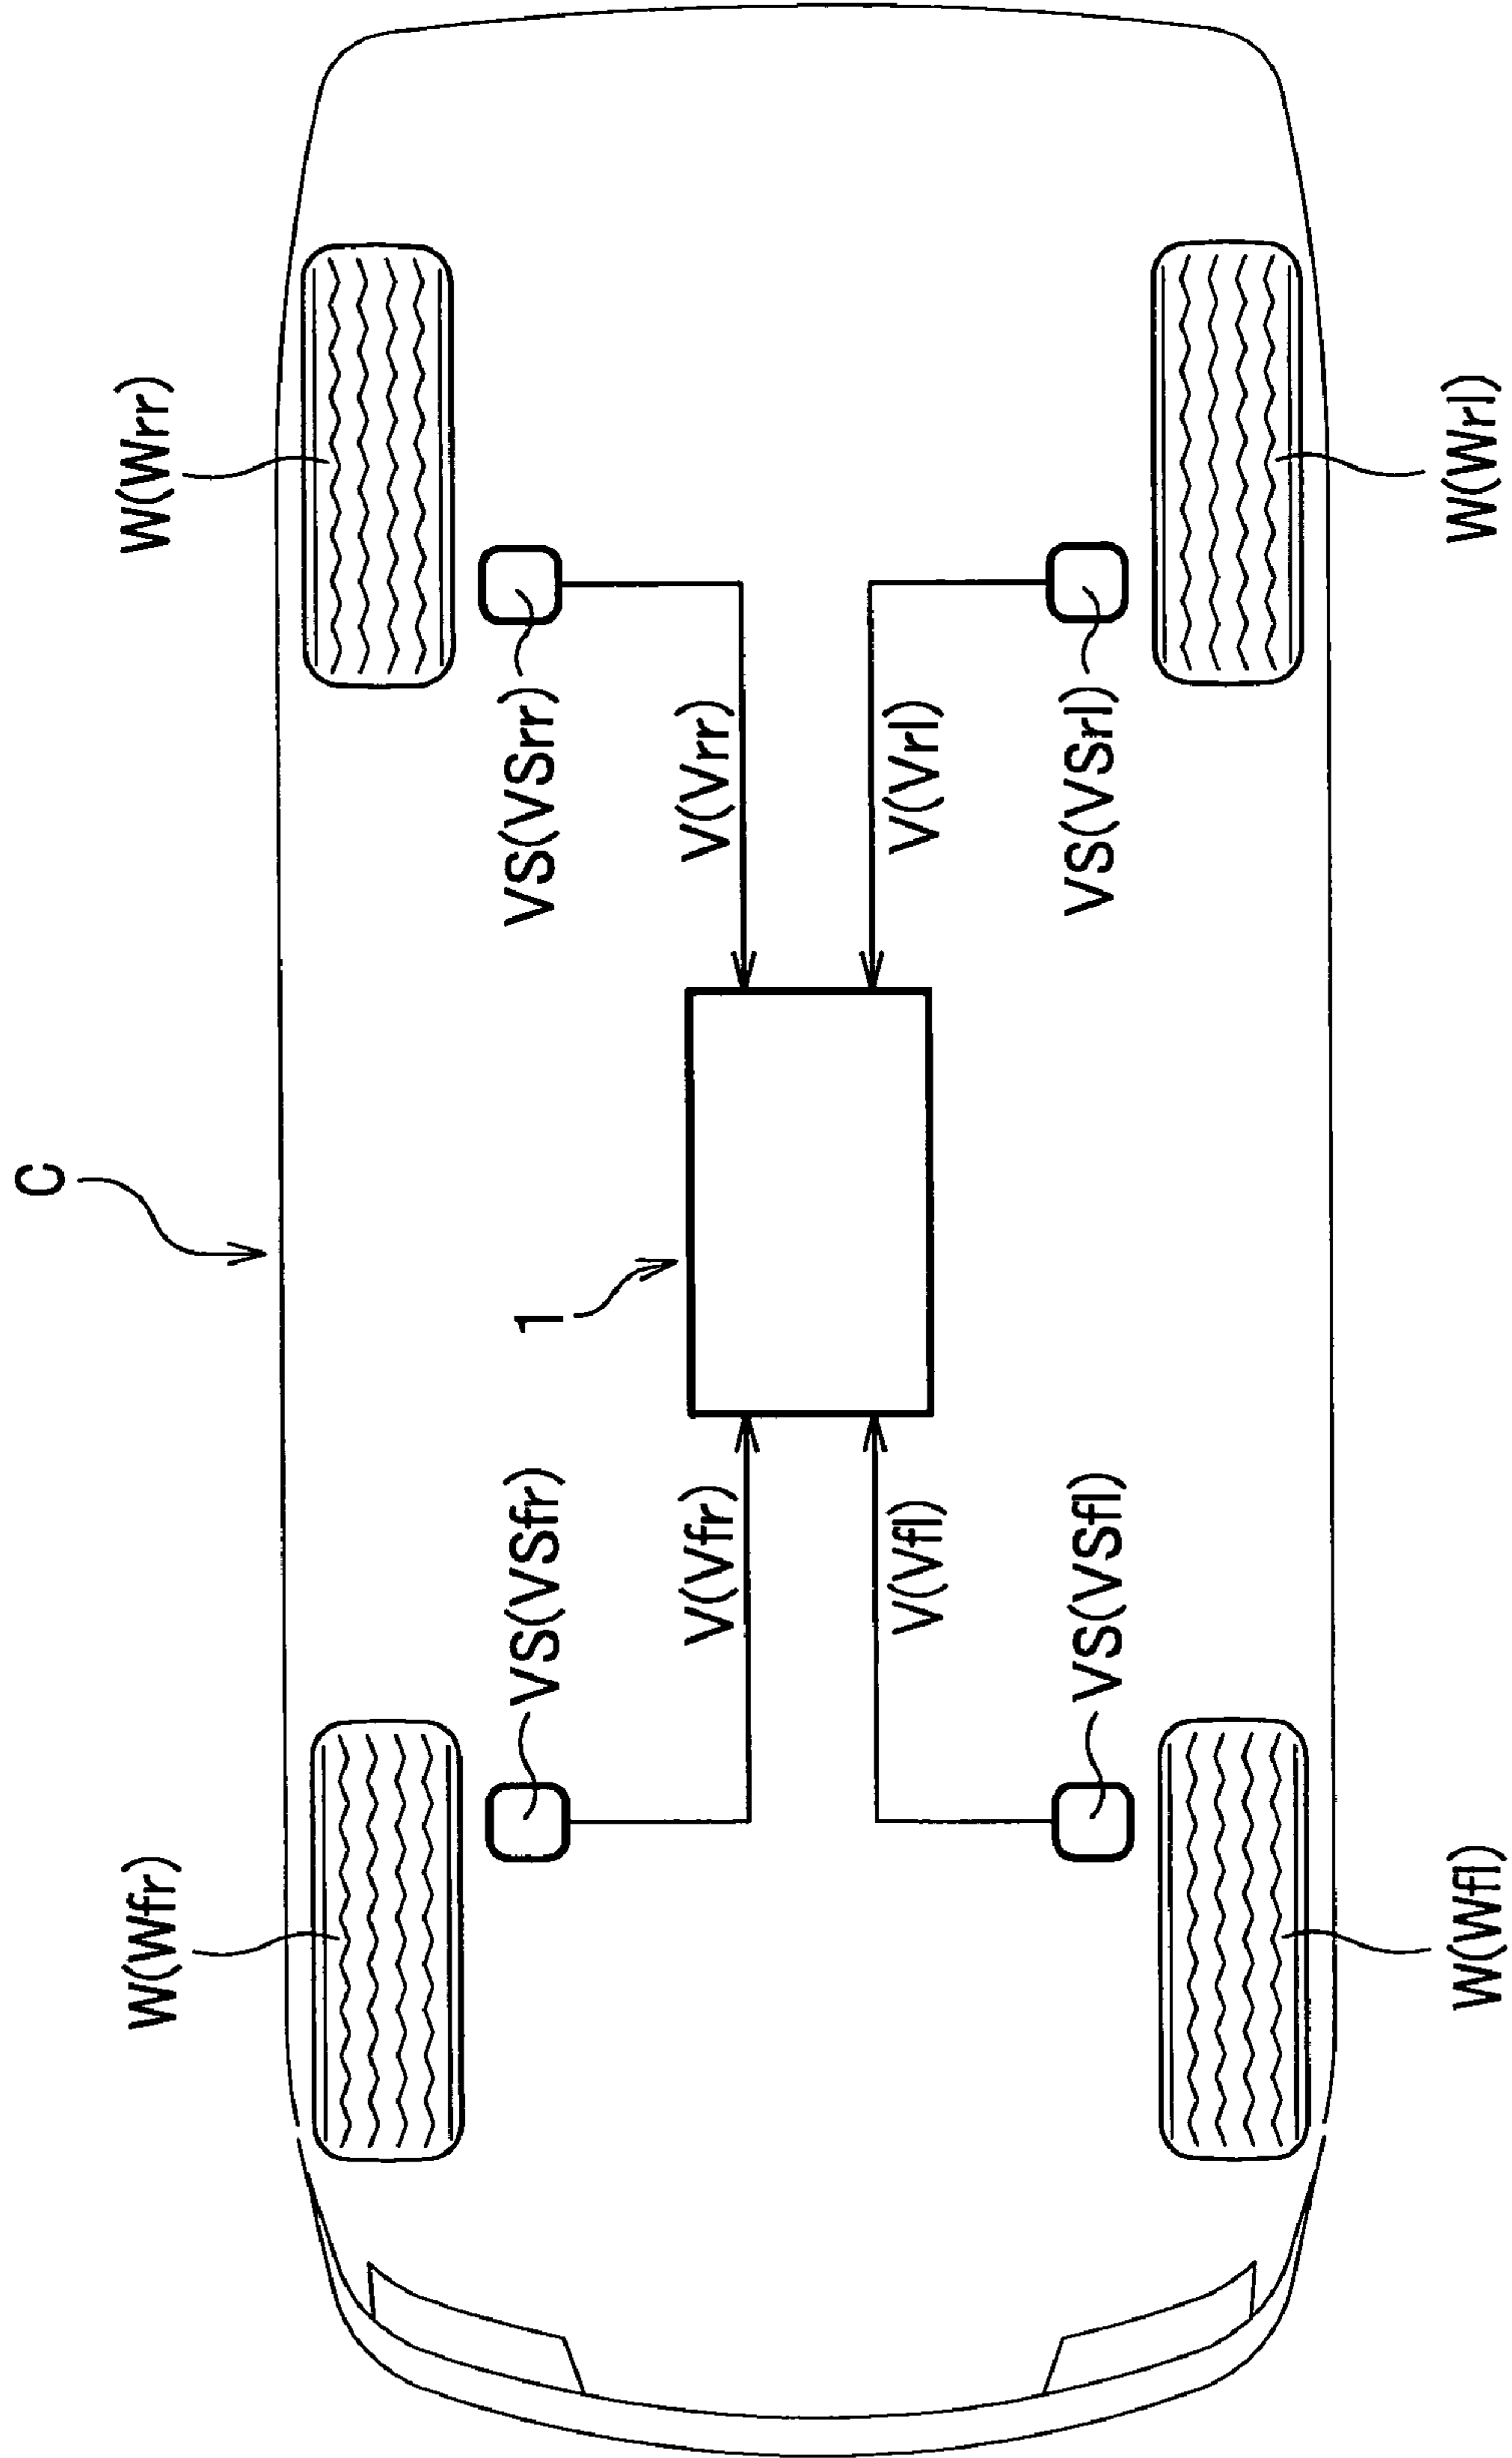 C
W(Wfr)
W(Wrr)
VS(VSfr)
1
VS(VSrr)
V(Vfr)
V(Vrr)
V(Vfl)
V(Vrl)
VS(VSfl)
VS(VSrl)
W(Wfl)
W(Wrl)